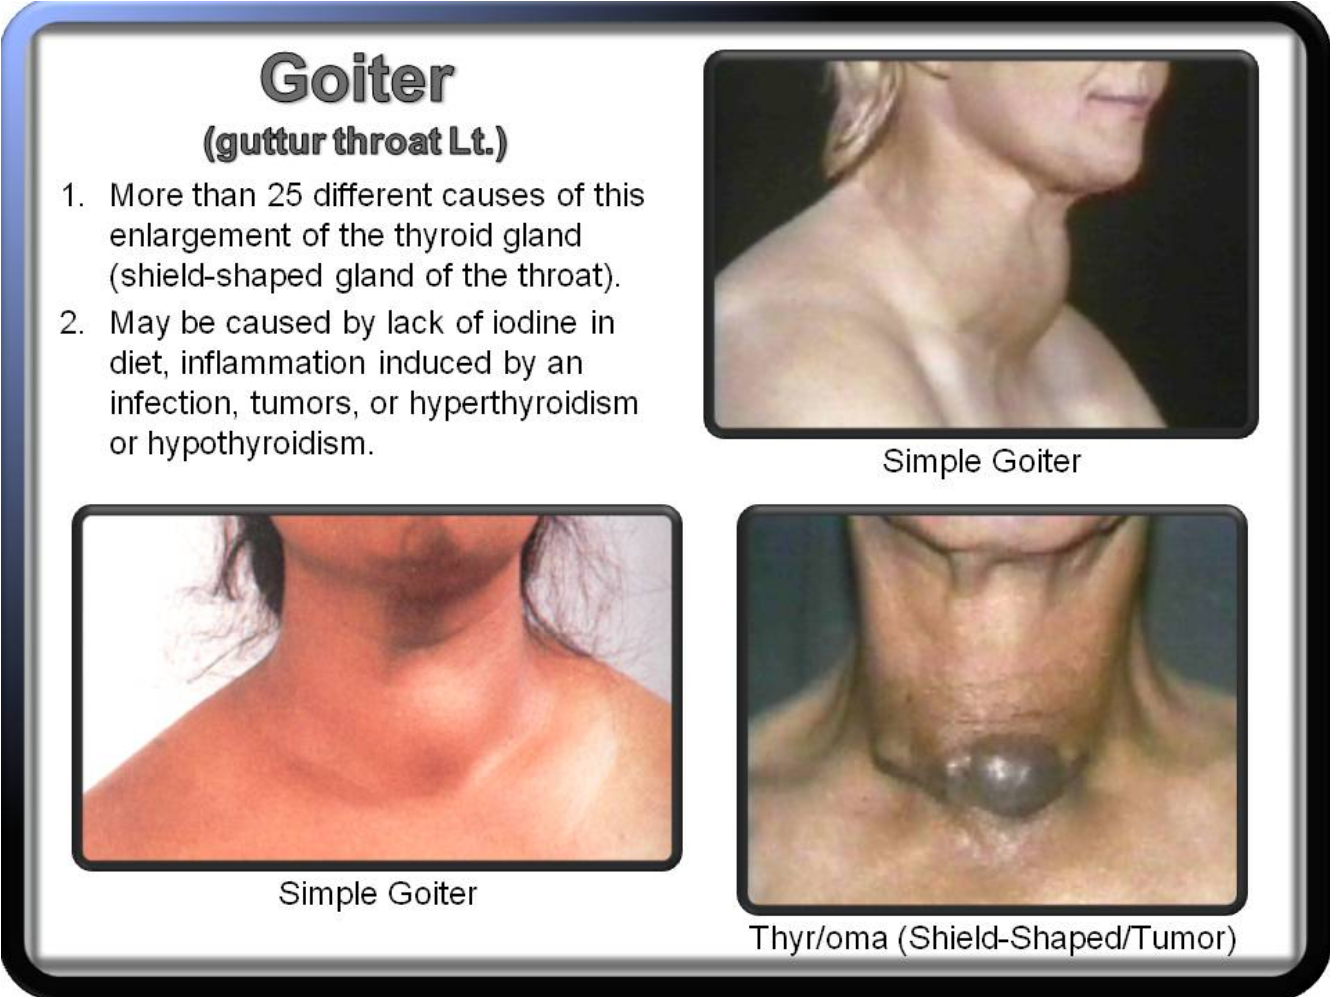 Goiter
(guttur throat Lt.)
1. More than 25 different causes of this
enlargement of the thyroid gland
(shield-shaped gland of the throat).
2. May be caused by lack of iodine in
diet, inflammation induced by an
infection, tumors, or hyperthyroidism
or hypothyroidism.
Simple Goiter
Simple Goiter
Thyr/oma (Shield-Shaped/Tumor)